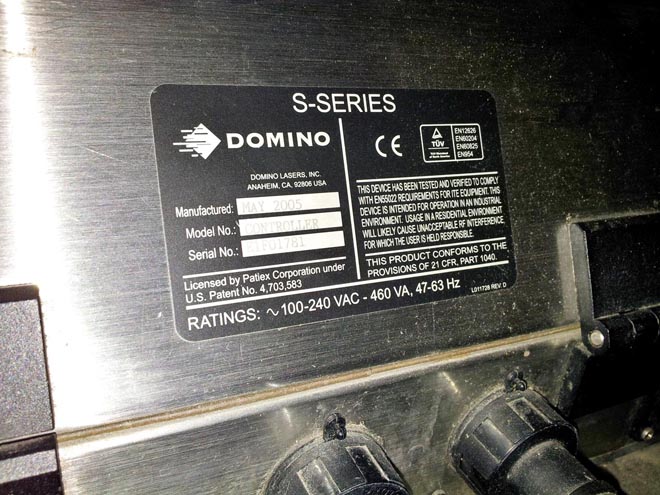 S-SERIES
DOMINO
DOMINO LASERS, INC.
ANAHEIM, CA. 92806 USA
Manufactured: MAY 2005
Model No.: CONTROLLER
Serial No.:
Licensed by Patlex Corporation under
U.S. Patent No. 4,703,583
CE
TÜV
EN12626
EN60204
EN60825
EN954
THIS DEVICE HAS BEEN TESTED AND VERIFIED TO COMPLY
WITH EN55022 REQUIREMENTS FOR ITE EQUIPMENT. THIS
DEVICE IS INTENDED FOR OPERATION IN AN INDUSTRIAL
ENVIRONMENT. USAGE IN A RESIDENTIAL ENVIRONMENT
WILL LIKELY CAUSE UNACCEPTABLE RF INTERFERENCE
FOR WHICH THE USER IS HELD RESPONSIBLE.
THIS PRODUCT CONFORMS TO THE
PROVISIONS OF 21 CFR, PART 1040.
RATINGS: ∿ 100-240 VAC - 460 VA, 47-63 Hz
L011728 REV. D